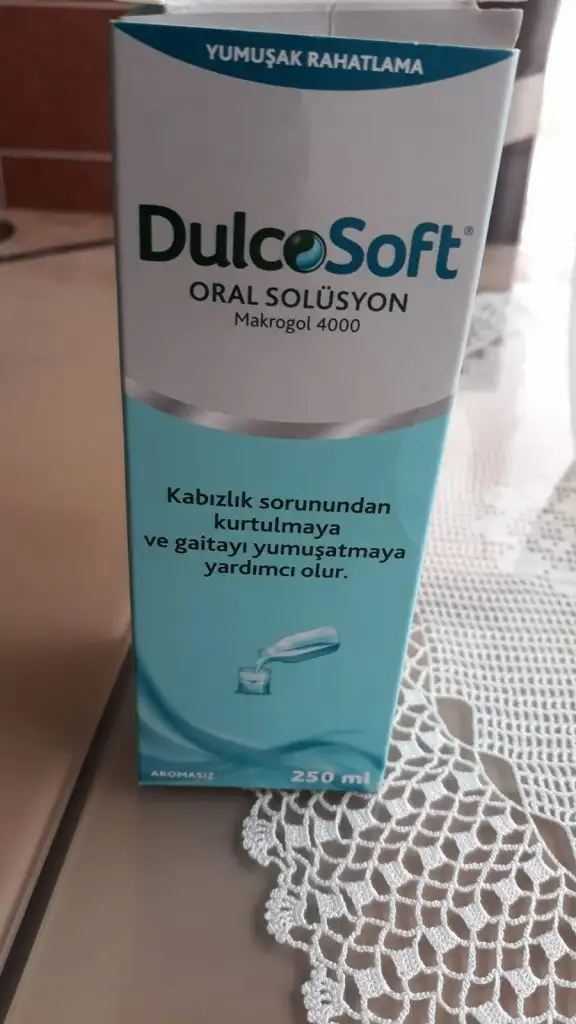 YUMUŞAK RAHATLAMA
DulcoSoft®
ORAL SOLÜSYON
Makrogol 4000
Kabızlık sorunundan
kurtulmaya
ve gaitayı yumuşatmaya
yardımcı olur.
AROMASIZ
250 ml